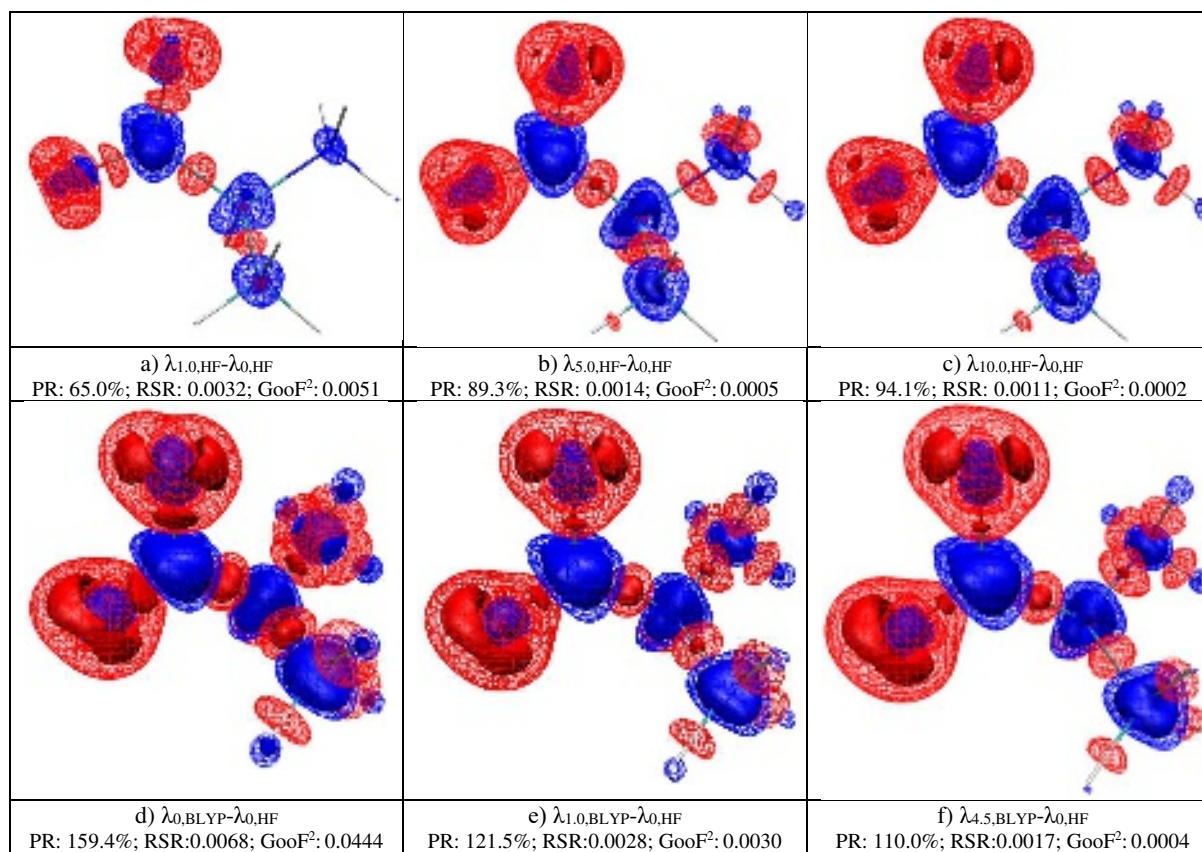 a) λ1.0,HF-λ0,HF
PR: 65.0%; RSR: 0.0032; GooF²: 0.0051
b) λ5.0,HF-λ0,HF
PR: 89.3%; RSR: 0.0014; GooF²: 0.0005
c) λ10.0,HF-λ0,HF
PR: 94.1%; RSR: 0.0011; GooF²: 0.0002
d) λ0,BLYP-λ0,HF
PR: 159.4%; RSR:0.0068; GooF²: 0.0444
e) λ1.0,BLYP-λ0,HF
PR: 121.5%; RSR:0.0028; GooF²: 0.0030
f) λ4.5,BLYP-λ0,HF
PR: 110.0%; RSR:0.0017; GooF²: 0.0004